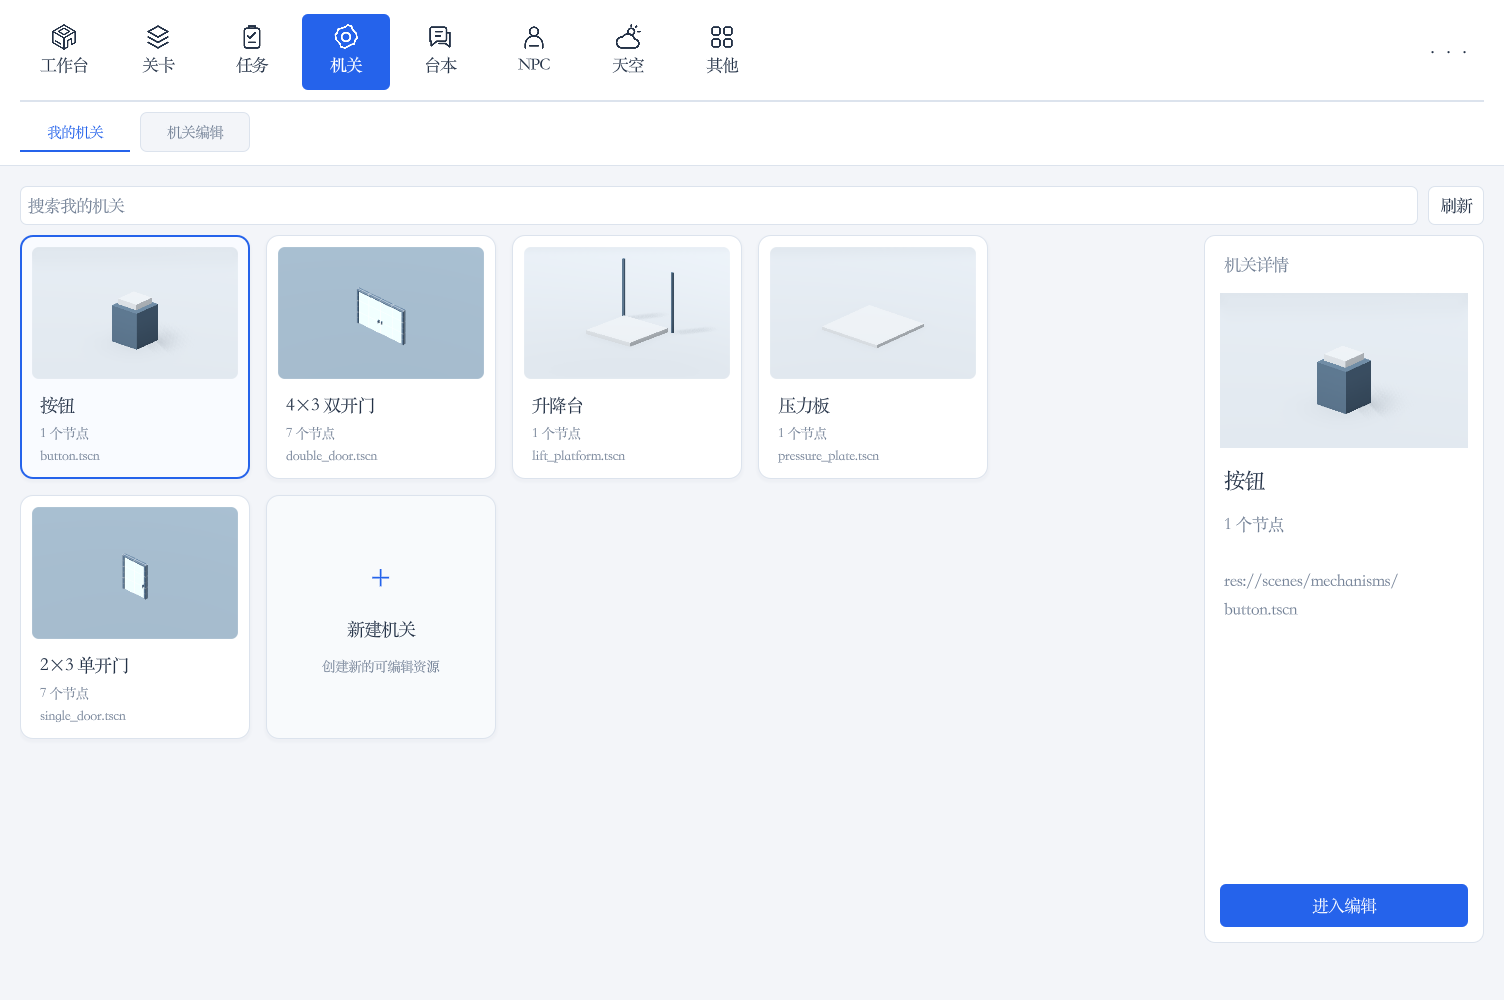 工作台
关卡
任务
机关
台本
NPC
天空
其他
· · ·
我的机关
机关编辑
搜索我的机关
刷新
按钮
1 个节点
button.tscn
4×3 双开门
7 个节点
double_door.tscn
升降台
1 个节点
lift_platform.tscn
压力板
1 个节点
pressure_plate.tscn
2×3 单开门
7 个节点
single_door.tscn
+
新建机关
创建新的可编辑资源
机关详情
按钮
1 个节点
res://scenes/mechanisms/
button.tscn
进入编辑